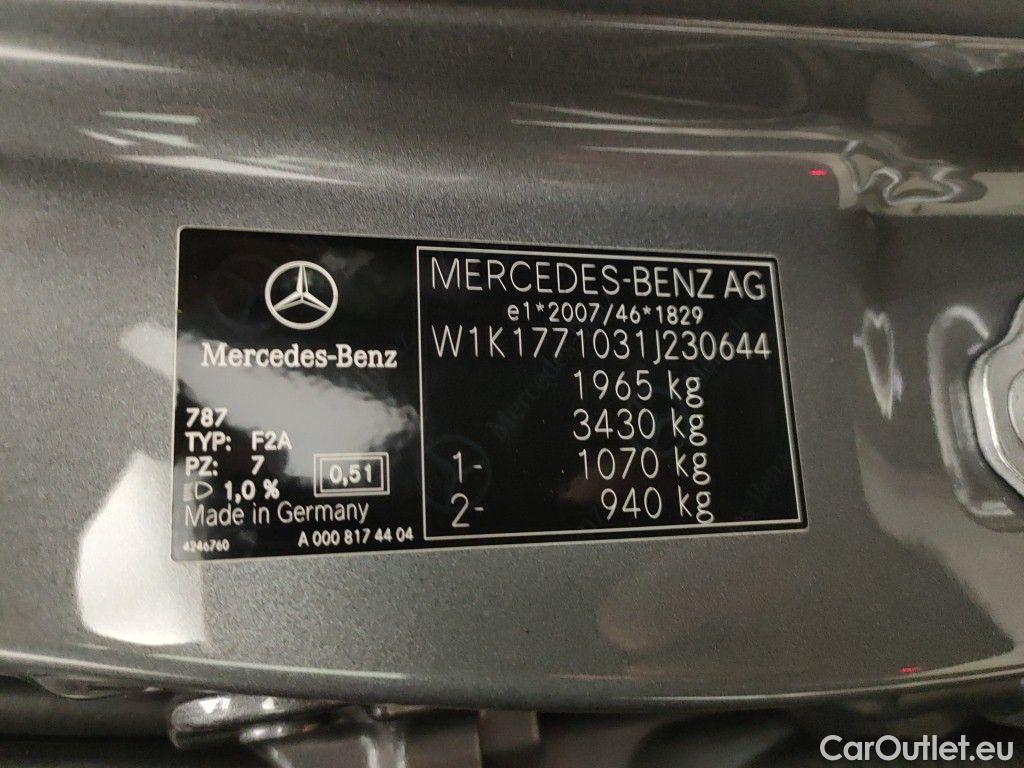 Mercedes-Benz
787
TYP: F2A
PZ: 7
0,51
1,0 %
Made in Germany
4246760
A 000 817 44 04
MERCEDES-BENZ AG
e1*2007/46*1829
W1K1771031J230644
1965 kg
3430 kg
1- 1070 kg
2- 940 kg
CarOutlet.eu